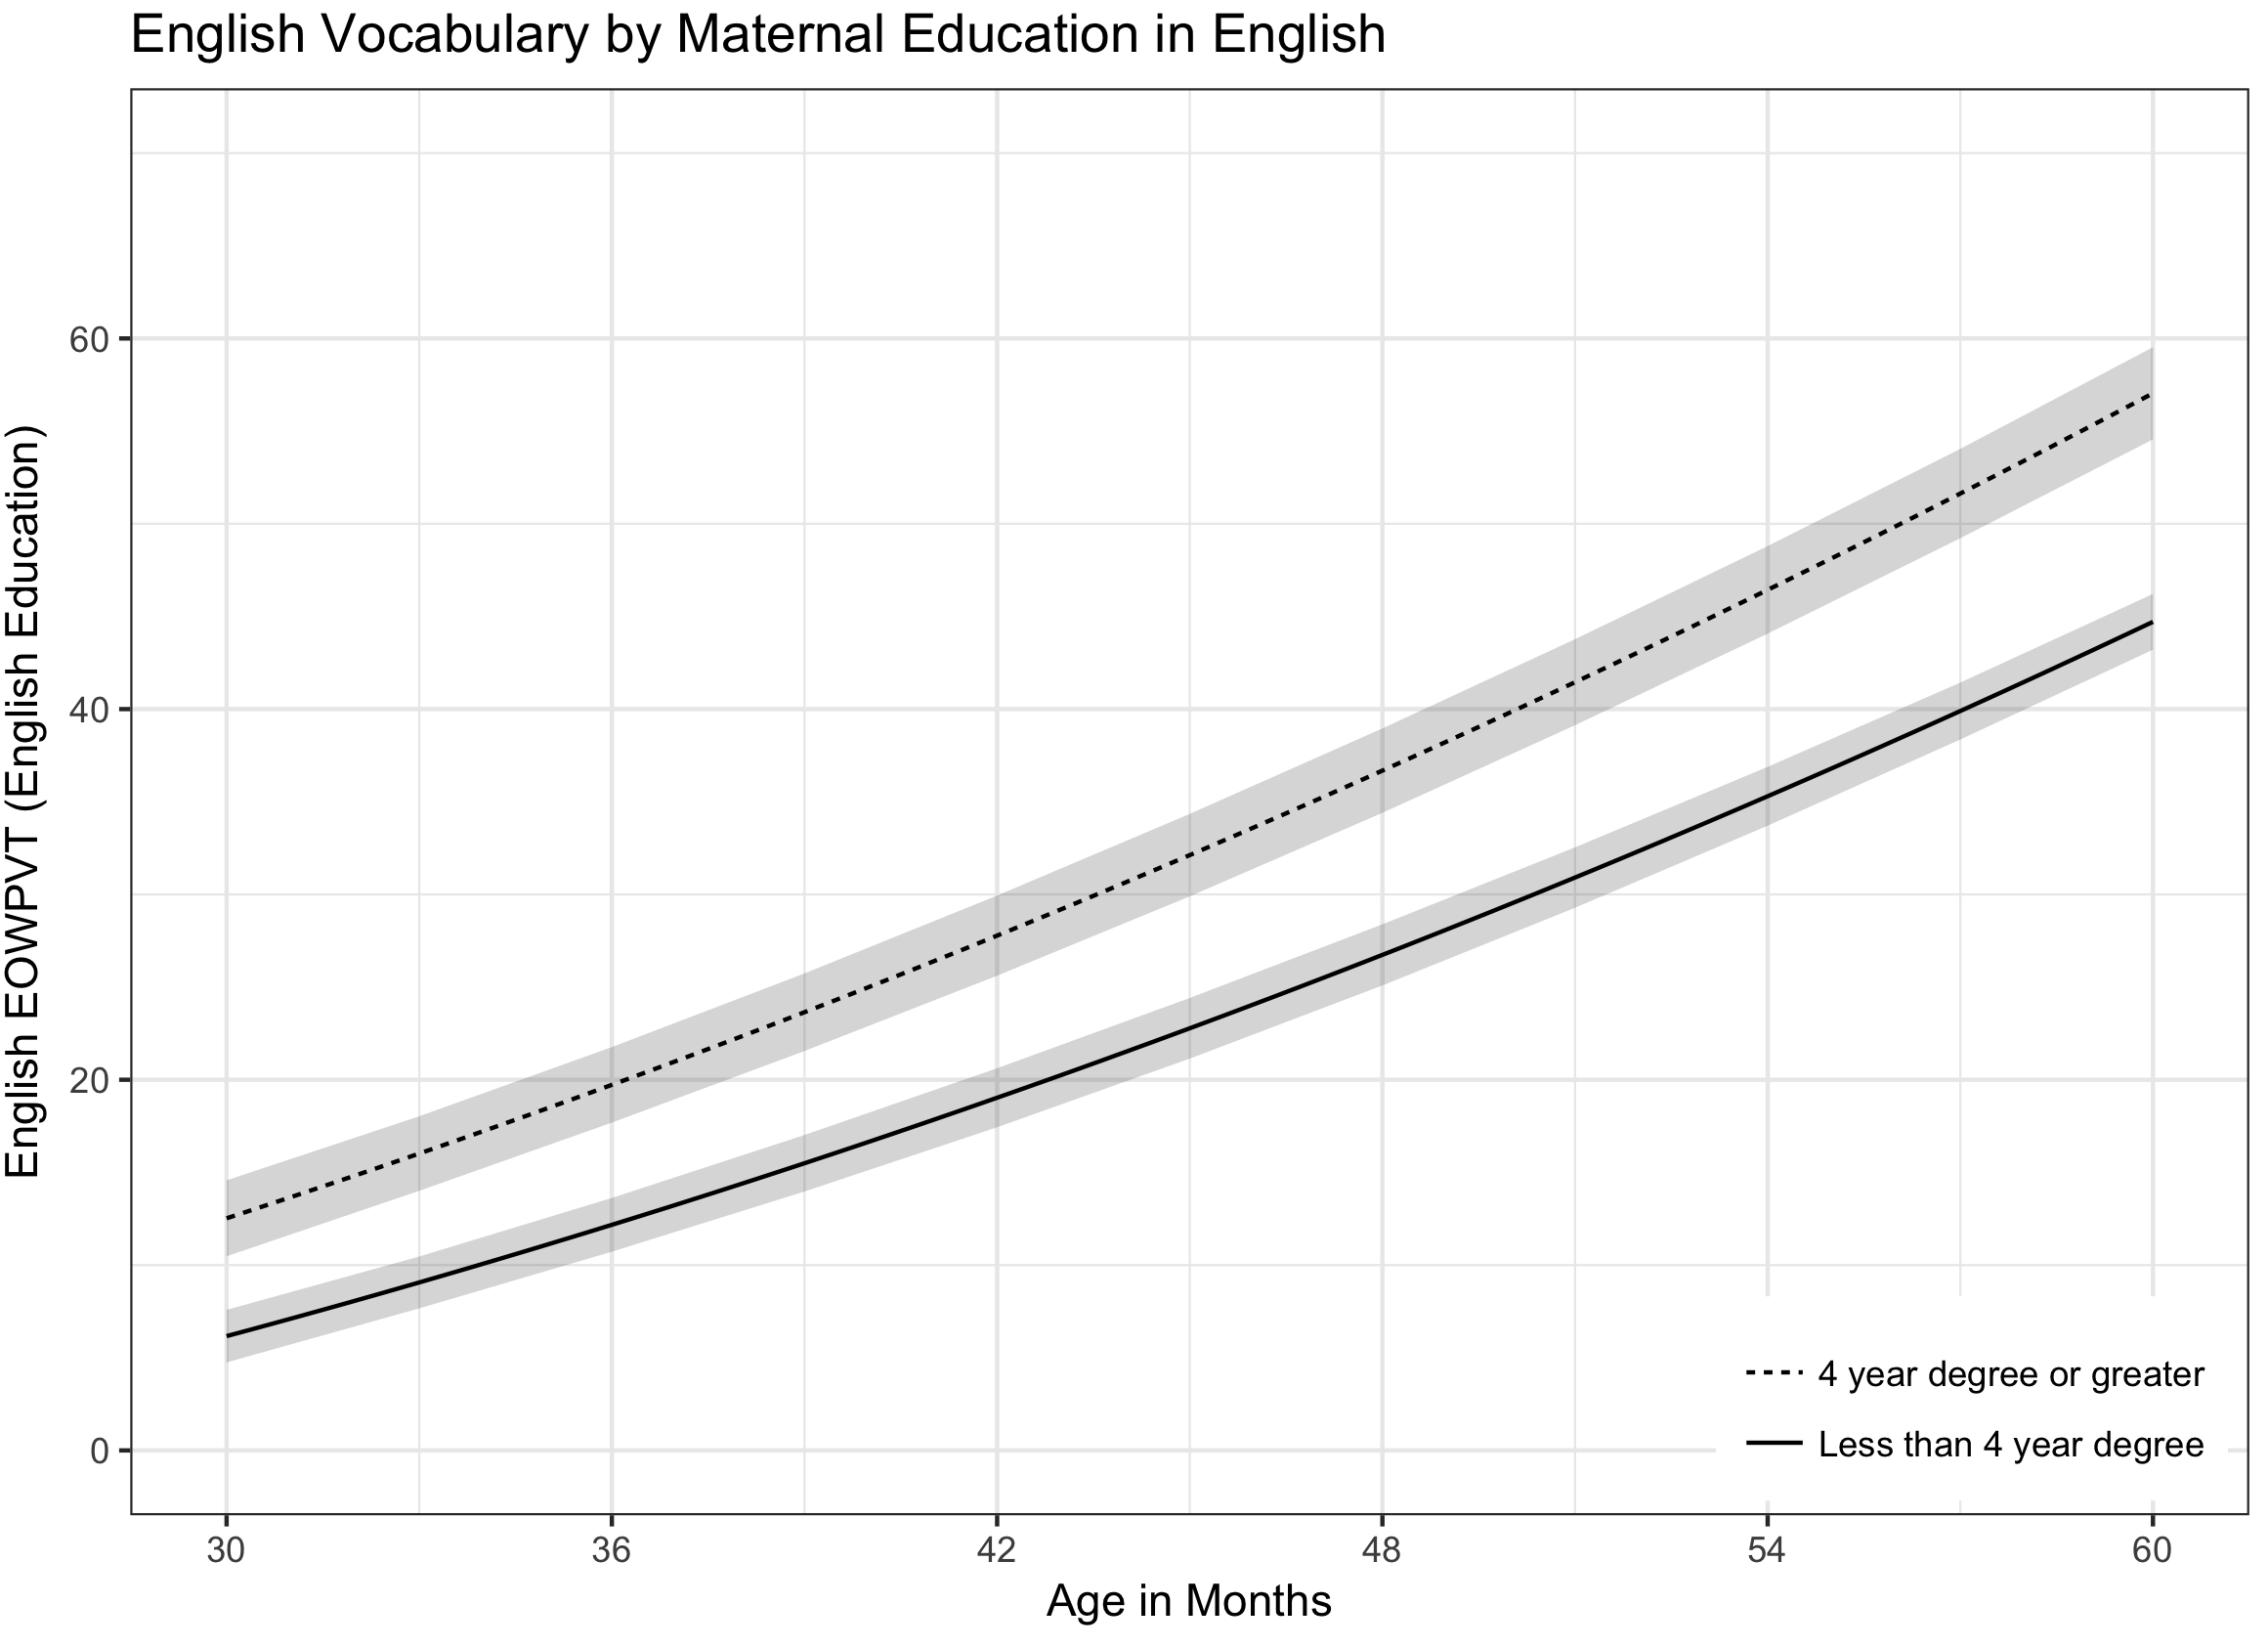 English Vocabulary by Maternal Education in English
English EOWPVT (English Education)
60
40
20
0
4 year degree or greater
Less than 4 year degree
30 36 42 48 54 60
Age in Months